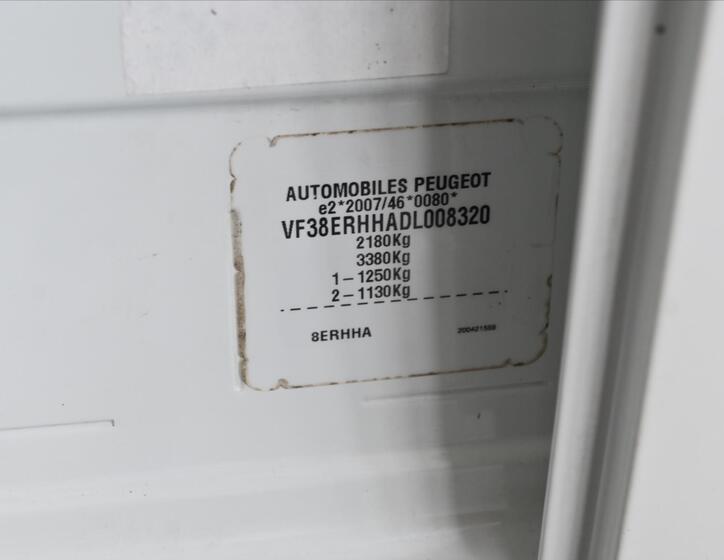 AUTOMOBILES PEUGEOT
e2*2007/46*0080*
VF38ERHHADL008320
2180Kg
3380Kg
1-1250Kg
2-1130Kg
8ERHHA